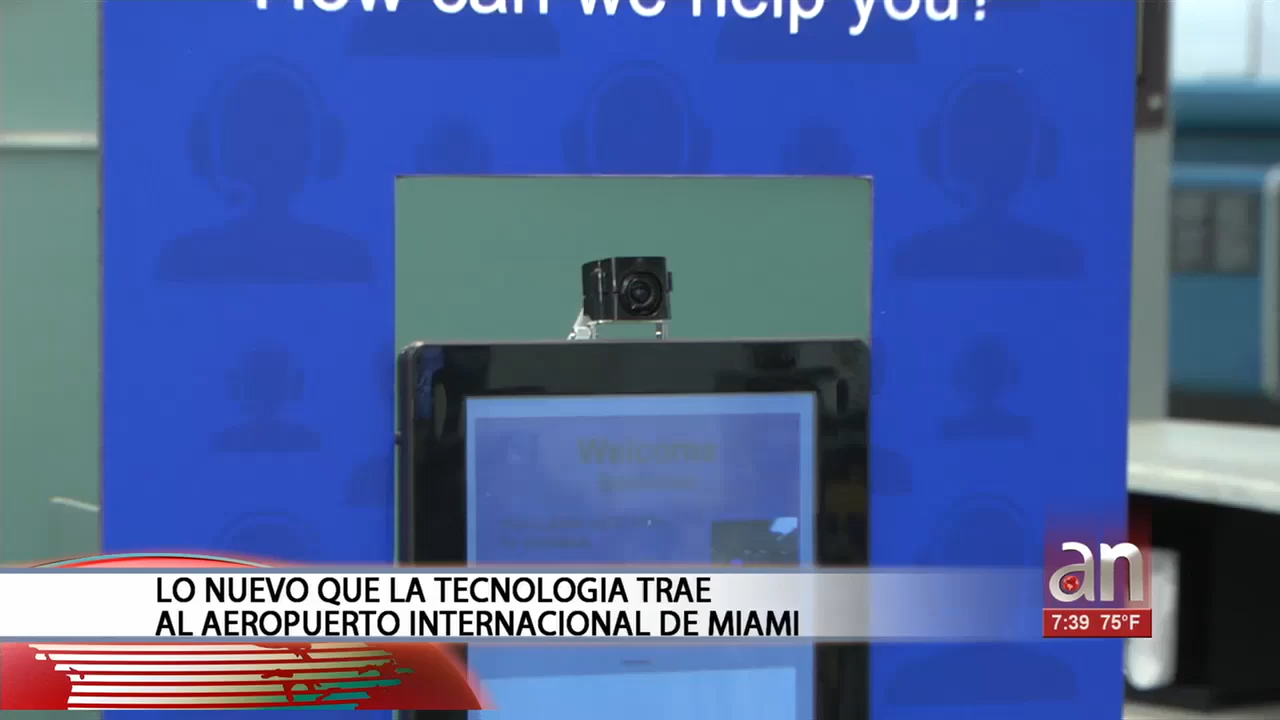 How can we help you?
Welcome
LO NUEVO QUE LA TECNOLOGIA TRAE
AL AEROPUERTO INTERNACIONAL DE MIAMI
an
7:39 75°F